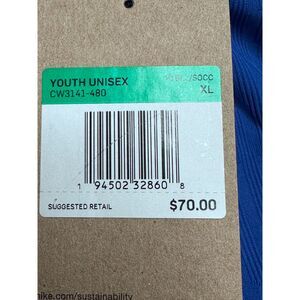 YOUTH UNISEX
CW3141-480 XL
1 94502 32860 8
SUGGESTED RETAIL $70.00
nike.com/sustainability